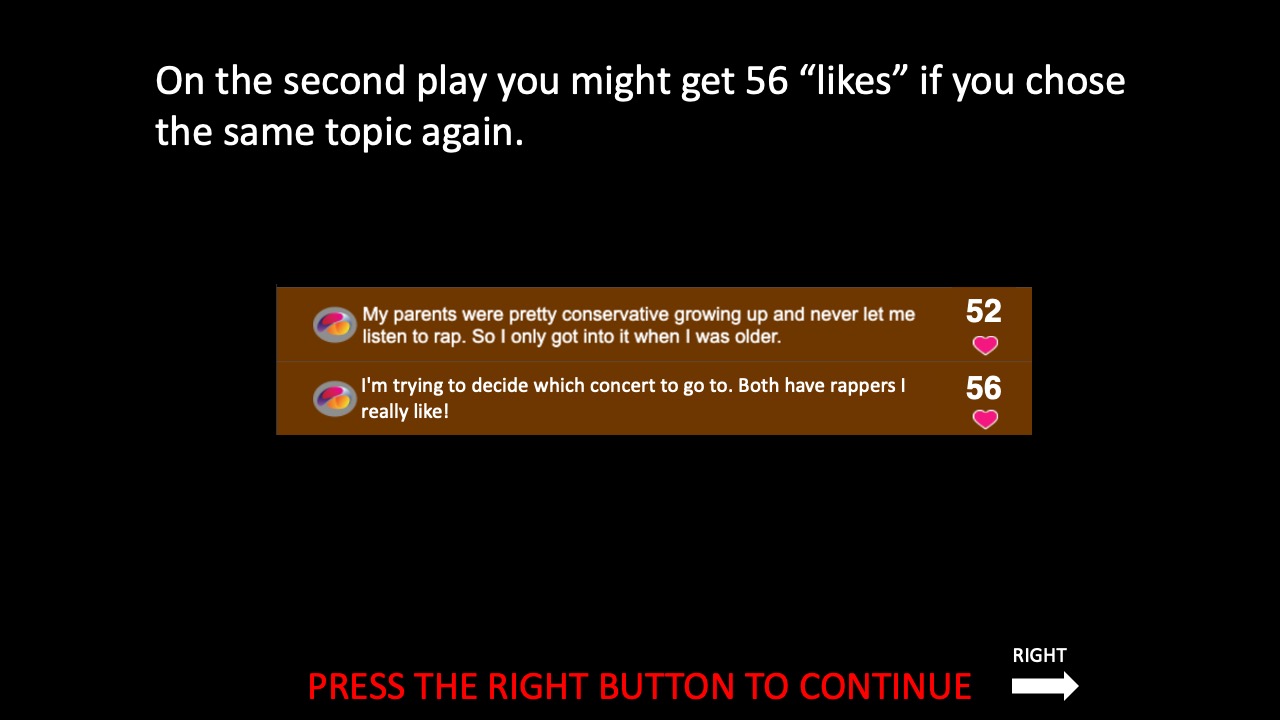 On the second play you might get 56 “likes” if you chose
the same topic again.
My parents were pretty conservative growing up and never let me
listen to rap. So I only got into it when I was older.
52
I'm trying to decide which concert to go to. Both have rappers I
really like!
56
RIGHT
PRESS THE RIGHT BUTTON TO CONTINUE